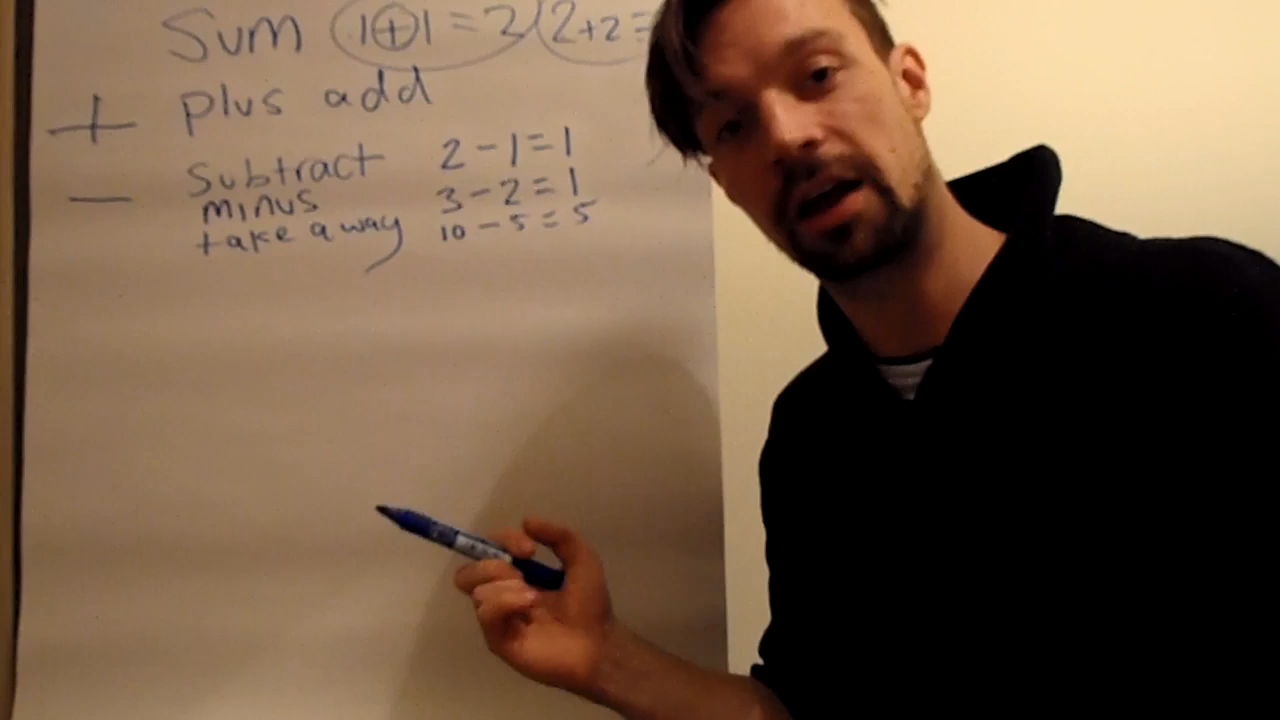 Sum 1+1=2 2+2=
+ plus add
subtract 2-1=1
- minus 3-2=1
take away 10-5=5